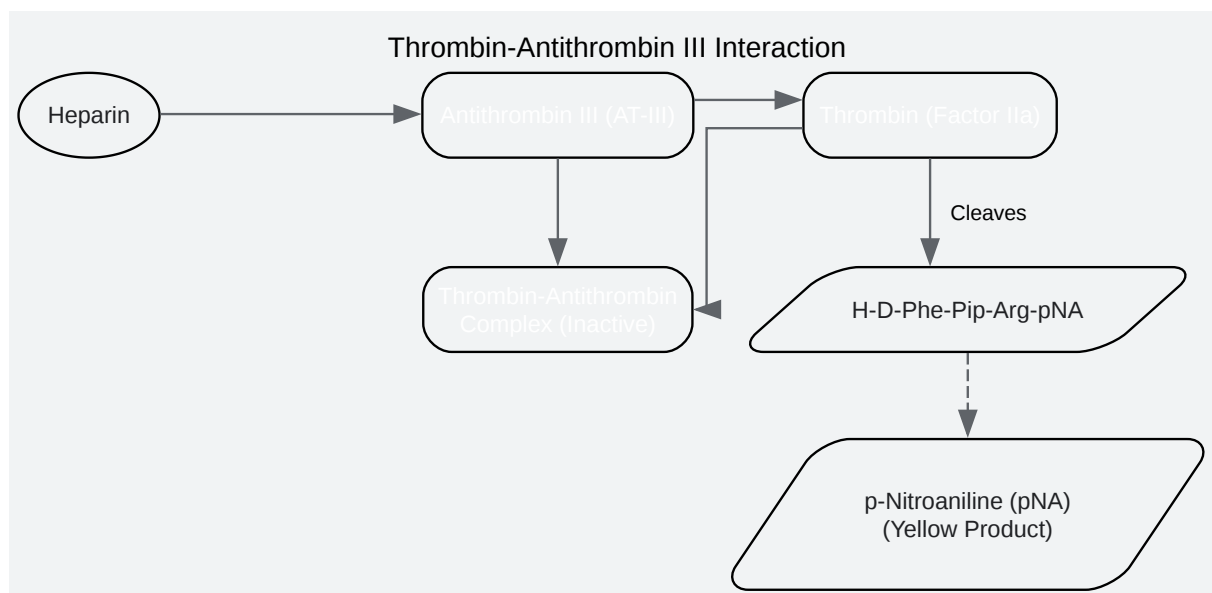 Thrombin-Antithrombin III Interaction
Heparin
Antithrombin III (AT-III)
Thrombin (Factor IIa)
Cleaves
Thrombin-Antithrombin
Complex (Inactive)
H-D-Phe-Pip-Arg-pNA
p-Nitroaniline (pNA)
(Yellow Product)